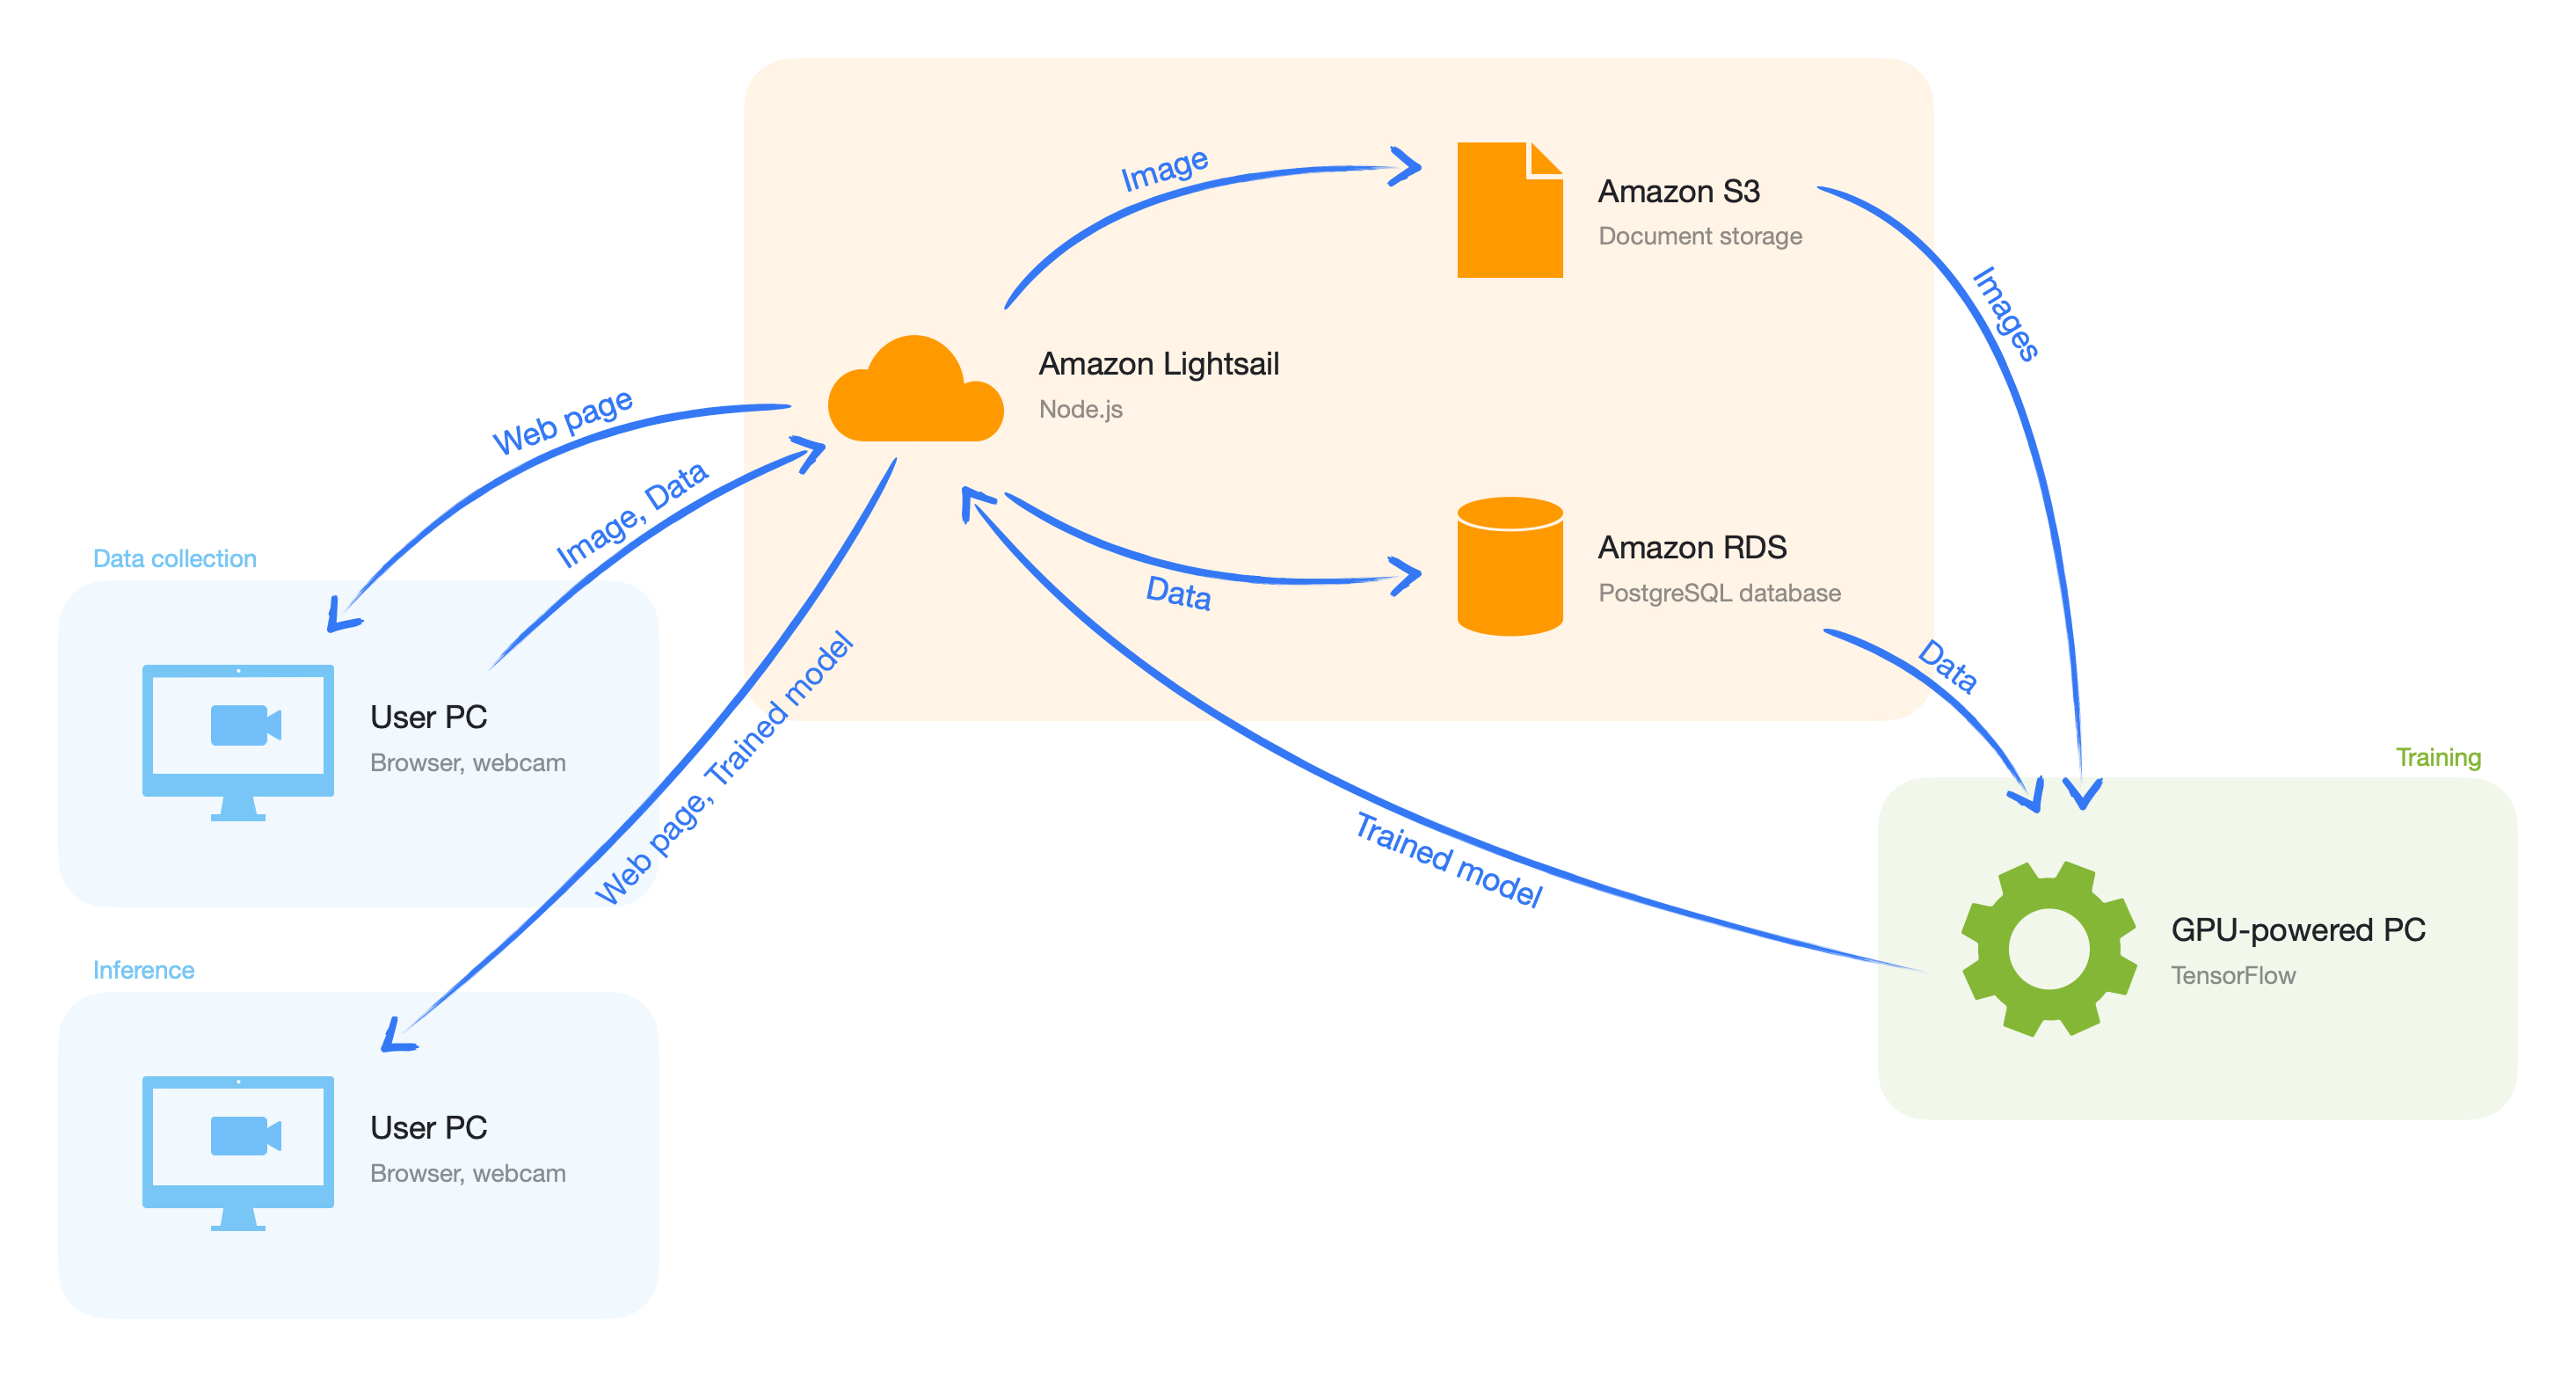 Image
Amazon S3
Document storage
Images
Amazon Lightsail
Node.js
Web page
Image, Data
Data
Amazon RDS
PostgreSQL database
Data
Data collection
User PC
Browser, webcam
Web page, Trained model
Trained model
Training
GPU-powered PC
TensorFlow
Inference
User PC
Browser, webcam